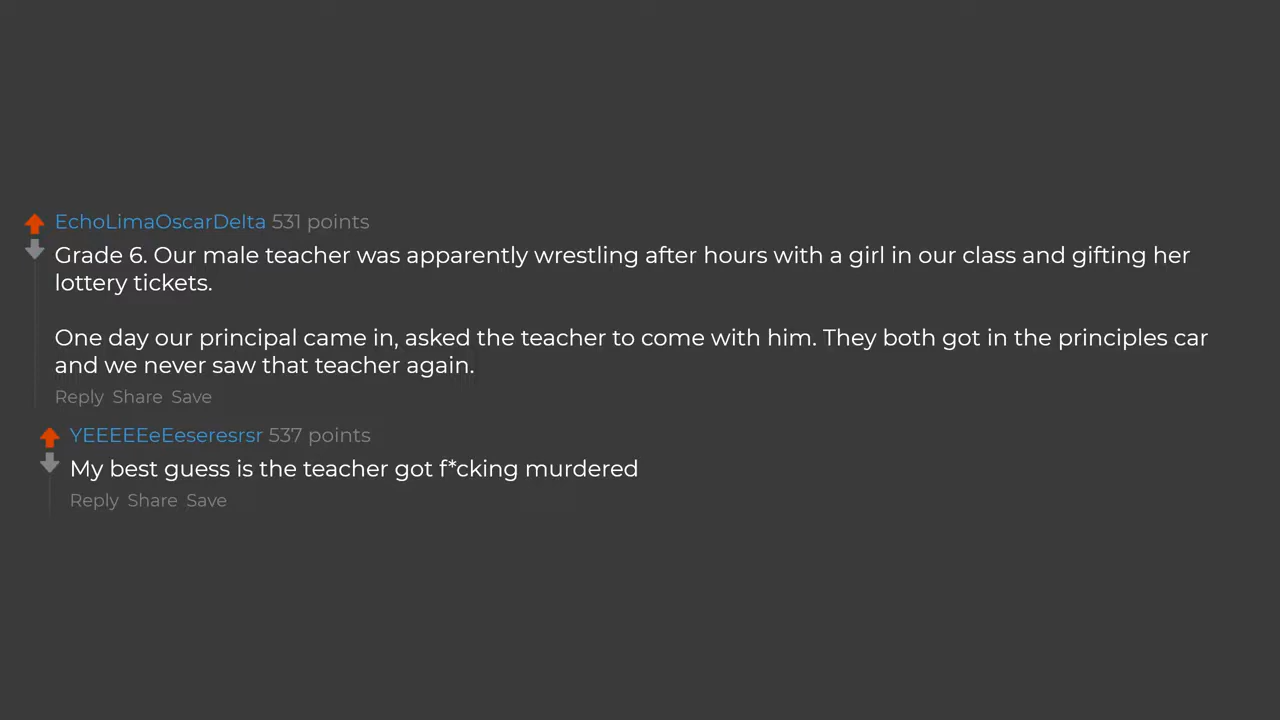 EchoLimaOscarDelta 531 points
Grade 6. Our male teacher was apparently wrestling after hours with a girl in our class and gifting her
lottery tickets.
One day our principal came in, asked the teacher to come with him. They both got in the principles car
and we never saw that teacher again.
Reply Share Save
YEEEEEeEeseresrsr 537 points
My best guess is the teacher got f*cking murdered
Reply Share Save